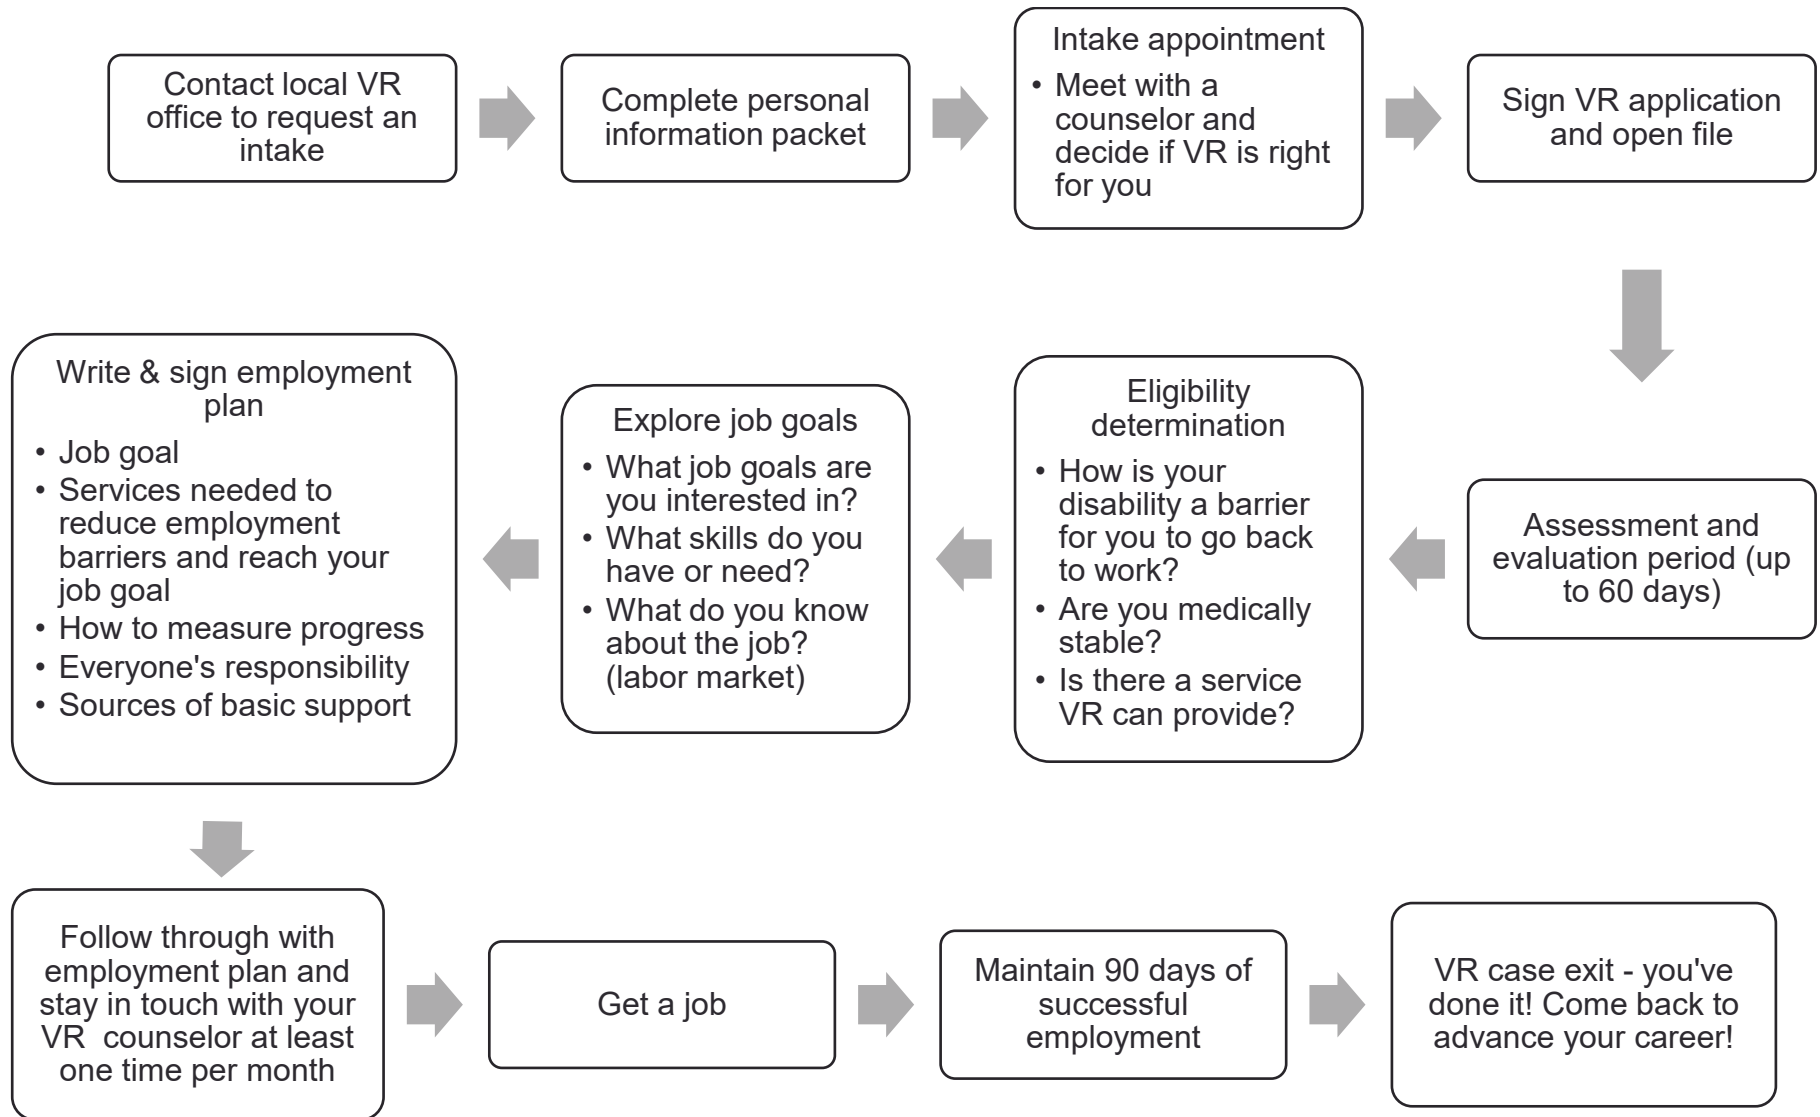 Contact local VR
office to request an
intake
Complete personal
information packet
Intake appointment
• Meet with a
counselor and
decide if VR is right
for you
Sign VR application
and open file
Assessment and
evaluation period (up
to 60 days)
Eligibility
determination
• How is your
disability a barrier
for you to go back
to work?
• Are you medically
stable?
• Is there a service
VR can provide?
Explore job goals
• What job goals are
you interested in?
• What skills do you
have or need?
• What do you know
about the job?
(labor market)
Write & sign employment
plan
• Job goal
• Services needed to
reduce employment
barriers and reach your
job goal
• How to measure progress
• Everyone's responsibility
• Sources of basic support
Follow through with
employment plan and
stay in touch with your
VR  counselor at least
one time per month
Get a job
Maintain 90 days of
successful
employment
VR case exit - you've
done it! Come back to
advance your career!